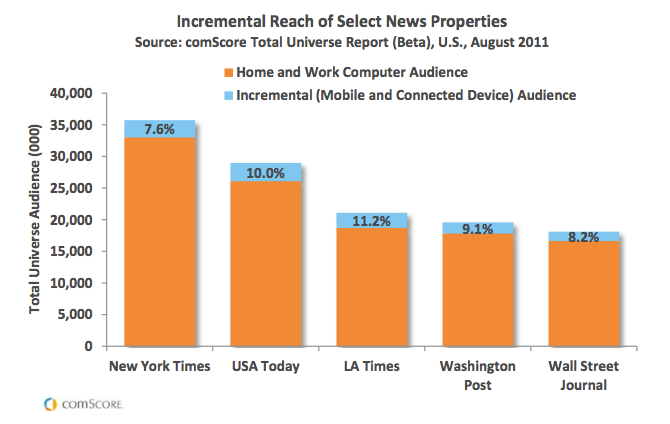 Incremental Reach of Select News Properties
Source: comScore Total Universe Report (Beta), U.S., August 2011
Home and Work Computer Audience
Incremental (Mobile and Connected Device) Audience
Total Universe Audience (000)
40,000
35,000
30,000
25,000
20,000
15,000
10,000
5,000
0
7.6%
10.0%
11.2%
9.1%
8.2%
New York Times
USA Today
LA Times
Washington
Post
Wall Street
Journal
comSCORE